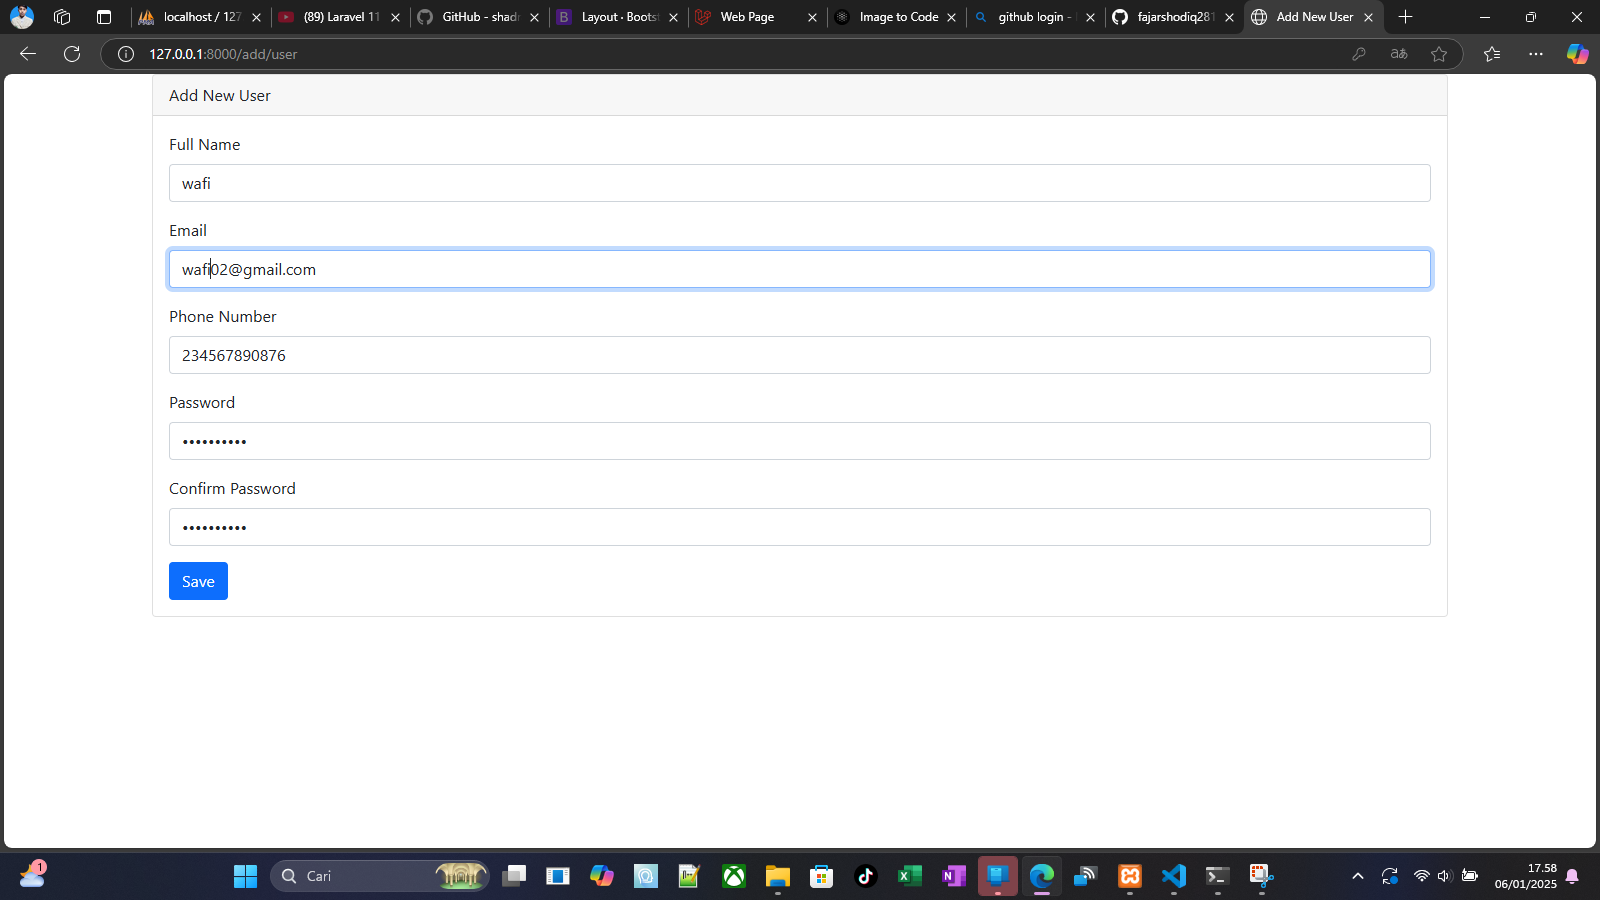 localhost / 127
(89) Laravel 11
GitHub - shadr
Layout · Boots
Web Page
Image to Code
github login -
fajarshodiq281
Add New User
127.0.0.1:8000/add/user
Add New User
Full Name
wafi
Email
wafi02@gmail.com
Phone Number
234567890876
Password
••••••••••
Confirm Password
••••••••••
Save
1
Cari
17.58
06/01/2025